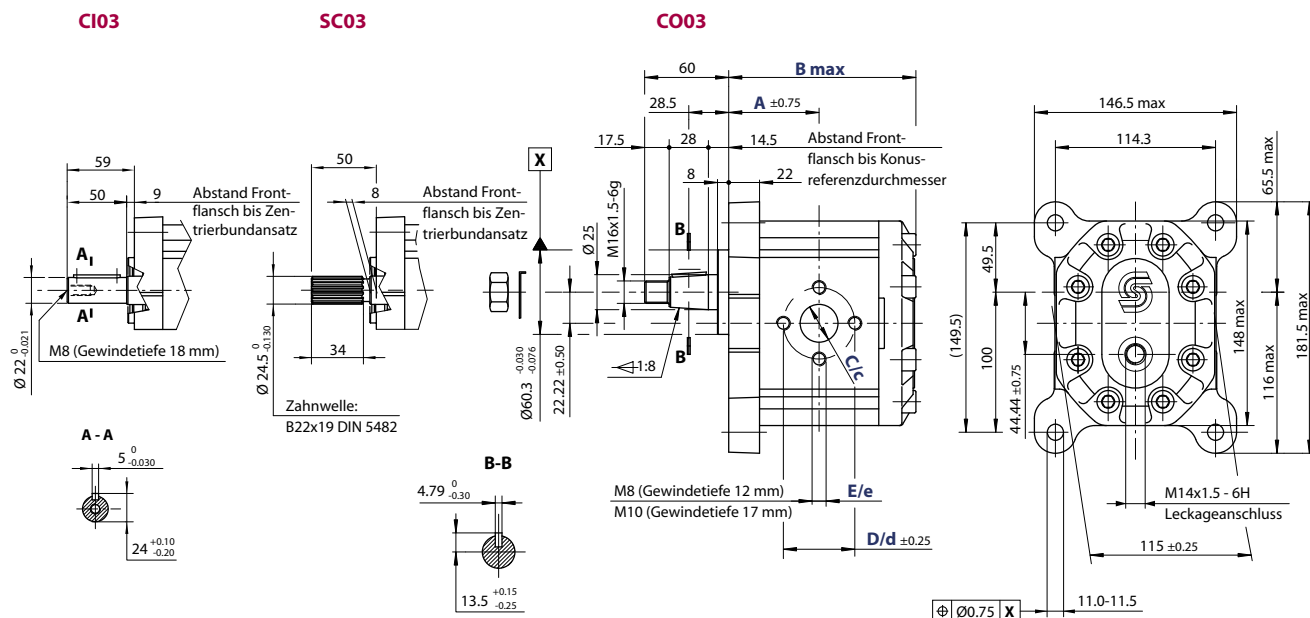 CI03
SC03
CO03
59
50
9
Abstand Front-
flansch bis Zen-
trierbundansatz
A
A
Ø 22 0 -0.021
M8 (Gewindetiefe 18 mm)
A - A
5 0 -0.030
24 +0.10 -0.20
50
8
Abstand Front-
flansch bis Zen-
trierbundansatz
Ø 24.5 0 -0.130
34
Zahnwelle:
B22x19 DIN 5482
B-B
4.79 0 -0.30
13.5 +0.15 -0.25
X
60
B max
28.5
A ±0.75
17.5
28
14.5
Abstand Front-
flansch bis Konus-
referenzdurchmesser
8
22
M16x1.5-6g
Ø 25
B
B
Ø60.3 -0.030 -0.076
22.22 ±0.50
1:8
C/c
M8 (Gewindetiefe 12 mm)
M10 (Gewindetiefe 17 mm)
E/e
D/d ±0.25
146.5 max
114.3
65.5 max
49.5
(149.5)
100
44.44 ±0.75
148 max
116 max
181.5 max
M14x1.5 - 6H
Leckageanschluss
115 ±0.25
11.0-11.5
⌖ Ø0.75 X